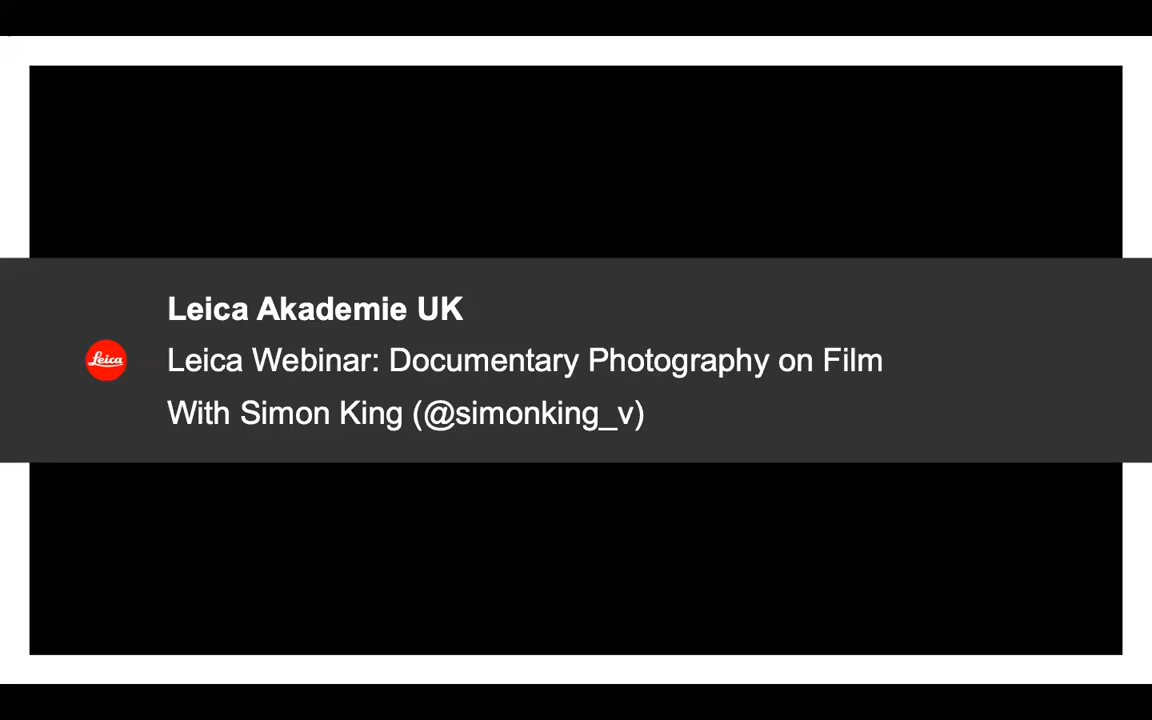 Leica Akademie UK
Leica
Leica Webinar: Documentary Photography on Film
With Simon King (@simonking_v)